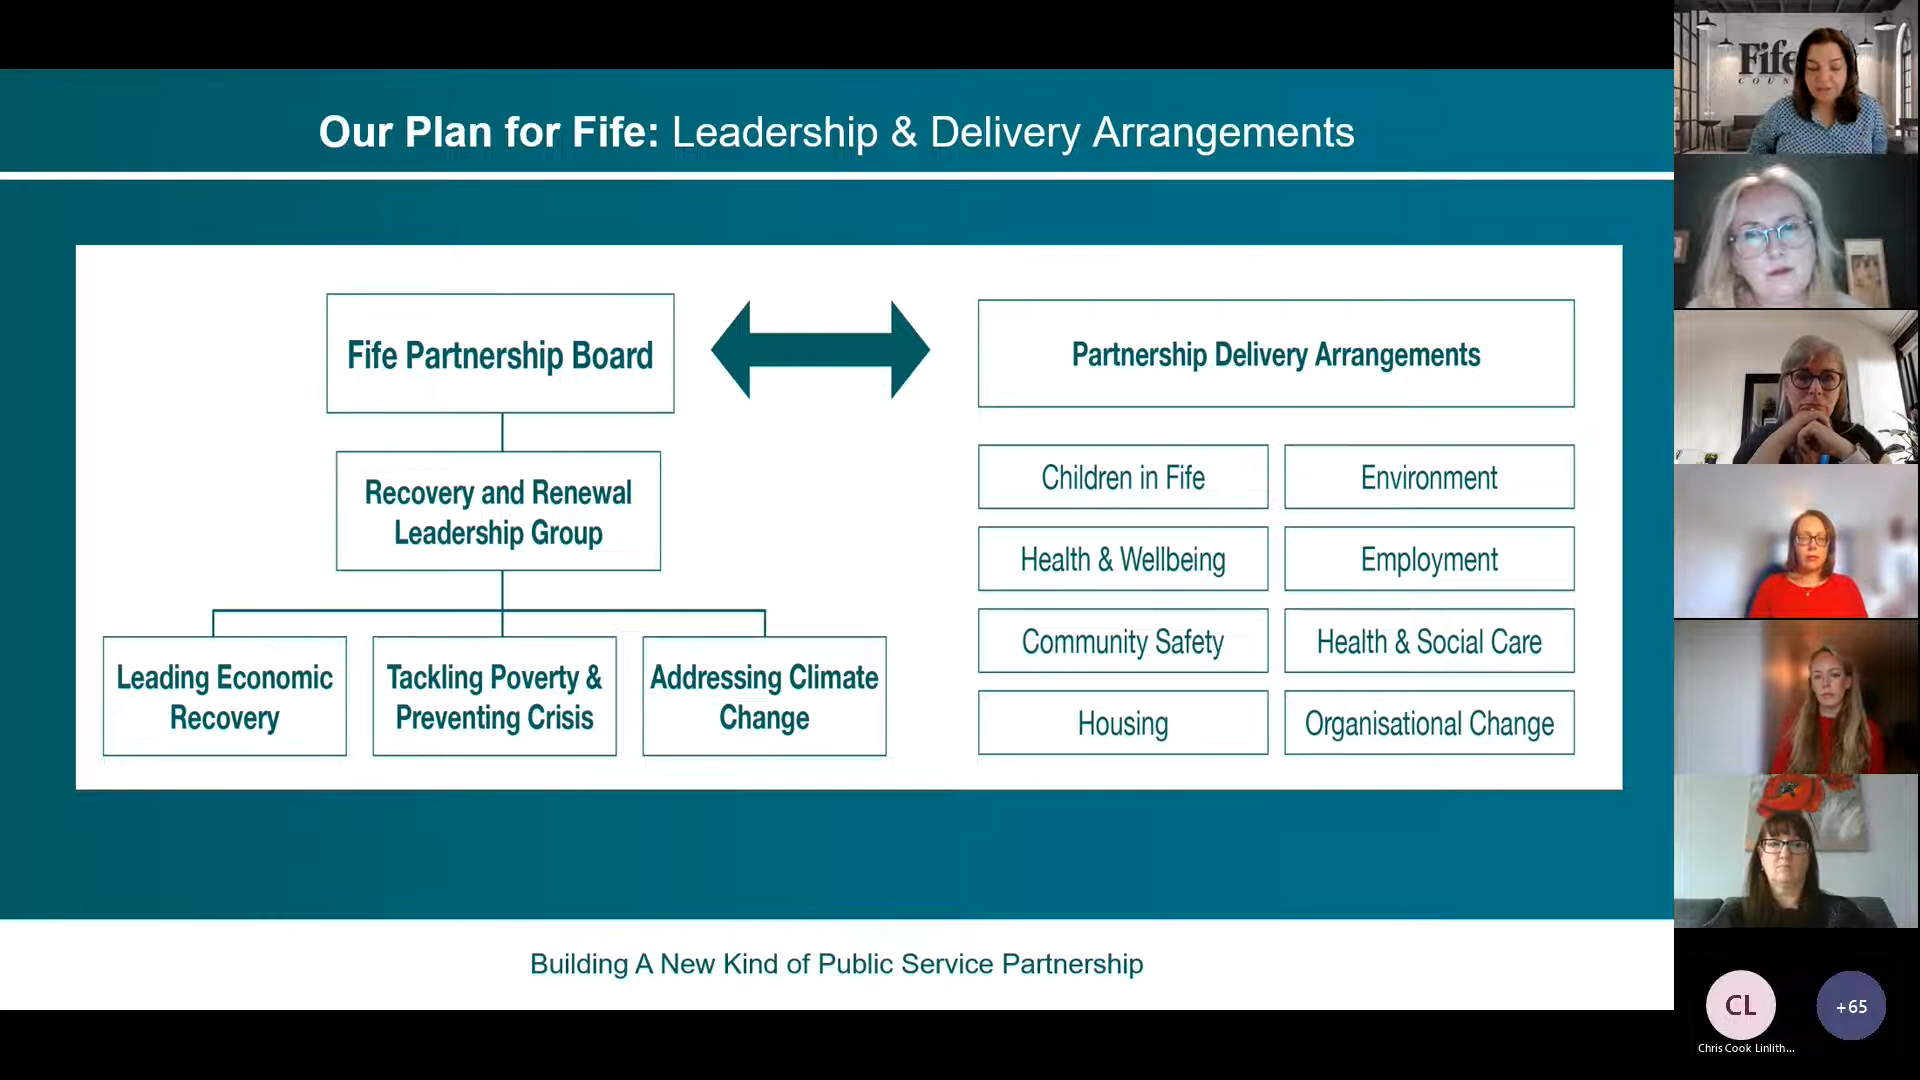 Our Plan for Fife: Leadership & Delivery Arrangements
Fife Partnership Board
Recovery and Renewal
Leadership Group
Leading Economic
Recovery
Tackling Poverty &
Preventing Crisis
Addressing Climate
Change
Partnership Delivery Arrangements
Children in Fife
Environment
Health & Wellbeing
Employment
Community Safety
Health & Social Care
Housing
Organisational Change
Building A New Kind of Public Service Partnership
Fife
CL
+65
Chris Cook Linlith...